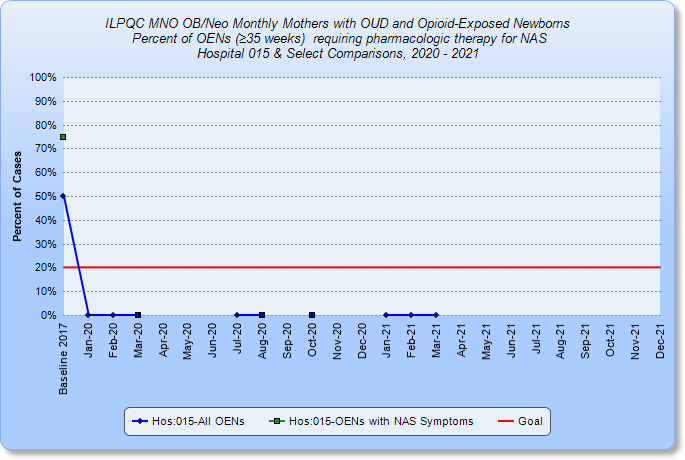 ILPQC MNO OB/Neo Monthly Mothers with OUD and Opioid-Exposed Newborns
Percent of OENs (≥35 weeks)  requiring pharmacologic therapy for NAS
Hospital 015 & Select Comparisons, 2020 - 2021
Percent of Cases
100%
90%
80%
70%
60%
50%
40%
30%
20%
10%
0%
Baseline 2017
Jan-20
Feb-20
Mar-20
Apr-20
May-20
Jun-20
Jul-20
Aug-20
Sep-20
Oct-20
Nov-20
Dec-20
Jan-21
Feb-21
Mar-21
Apr-21
May-21
Jun-21
Jul-21
Aug-21
Sep-21
Oct-21
Nov-21
Dec-21
Hos:015-All OENs
Hos:015-OENs with NAS Symptoms
Goal